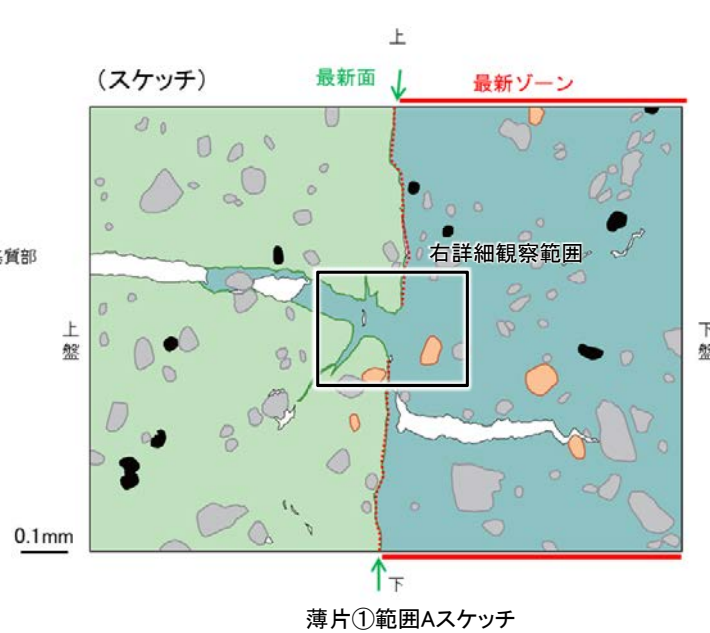 上
(スケッチ)
最新面
最新ゾーン
右詳細観察範囲
質部
上盤
下盤
0.1mm
下
薄片①範囲Aスケッチ